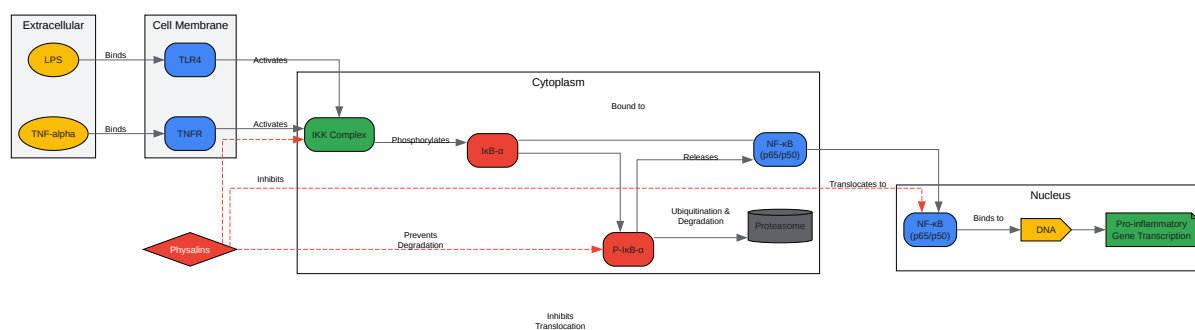 Extracellular
Cell Membrane
LPS
Binds
TLR4
Activates
TNF-alpha
Binds
TNFR
Activates
Cytoplasm
Bound to
IKK Complex
Phosphorylates
IκB-α
Releases
NF-κB
(p65/p50)
Inhibits
Translocates to
Ubiquitination &
Degradation
Proteasome
Physalins
Prevents
Degradation
P-IκB-α
Nucleus
NF-κB
(p65/p50)
Binds to
DNA
Pro-inflammatory
Gene Transcription
Inhibits
Translocation